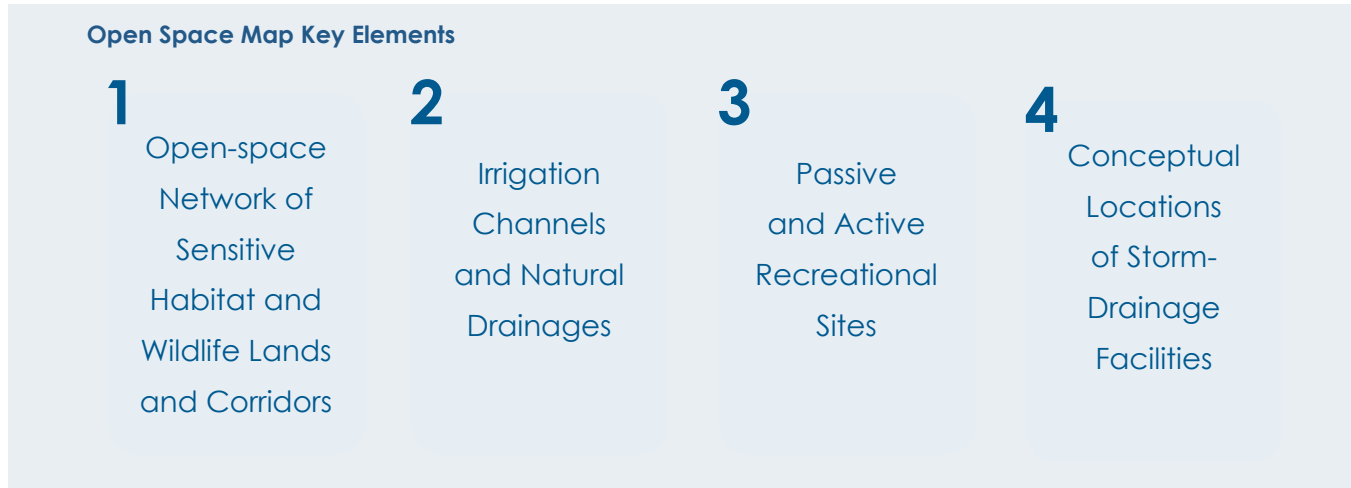 Open Space Map Key Elements
1
Open-space
Network of
Sensitive
Habitat and
Wildlife Lands
and Corridors
2
Irrigation
Channels
and Natural
Drainages
3
Passive
and Active
Recreational
Sites
4
Conceptual
Locations
of Storm-
Drainage
Facilities